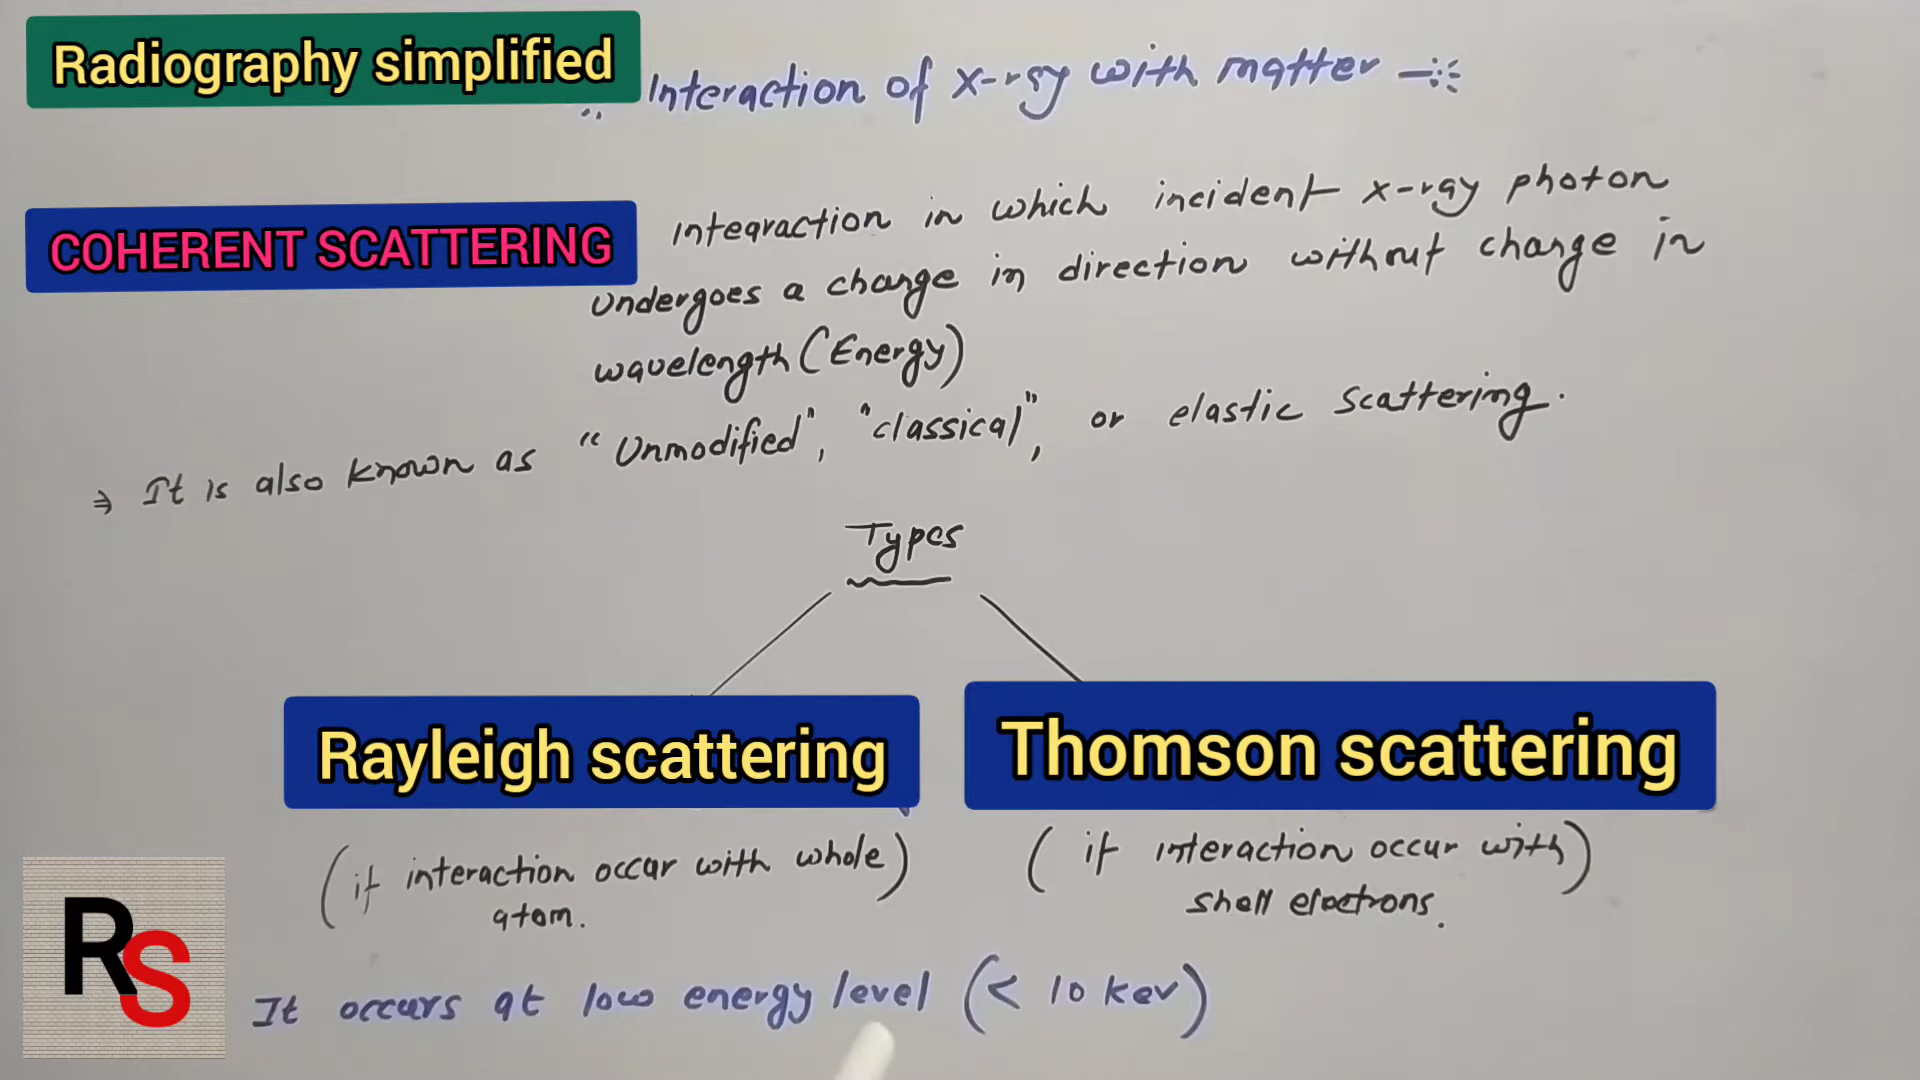 Radiography simplified
Interaction of x-ray with matter
COHERENT SCATTERING
Integraction in which incident x-ray photon
undergoes a change in direction without change in
wavelength (Energy)
⇒ It is also known as "Unmodified", "classical", or elastic scattering.
Types
Rayleigh scattering
Thomson scattering
(if interaction occur with whole)
atom.
(if interaction occur with)
shell electrons.
It occurs at low energy level (< 10 kev)
RS